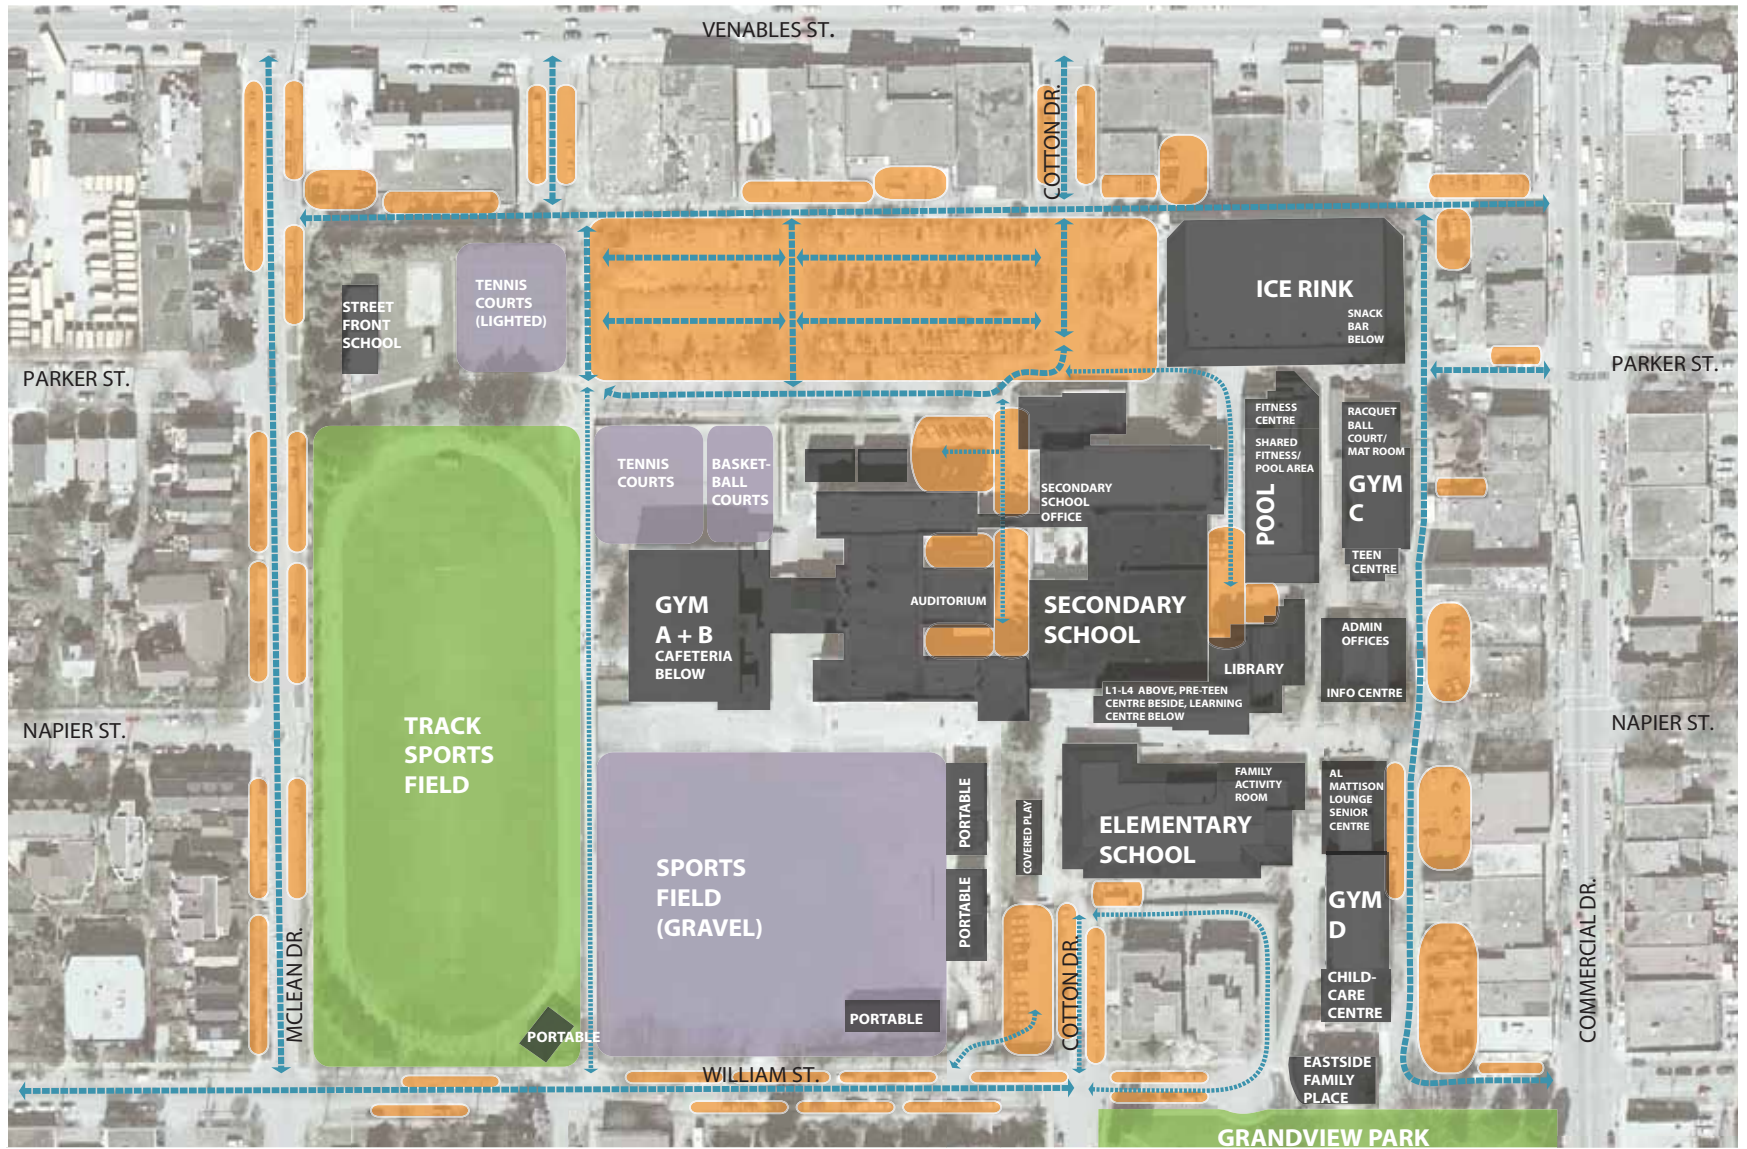 VENABLES ST.
COTTON DR.
ICE RINK
SNACK
BAR
BELOW
TENNIS
COURTS
(LIGHTED)
STREET
FRONT
SCHOOL
PARKER ST.
PARKER ST.
FITNESS
CENTRE
SHARED
FITNESS/
POOL AREA
POOL
RACQUET
BALL
COURT/
MAT ROOM
GYM
C
TEEN
CENTRE
TENNIS
COURTS
BASKET-
BALL
COURTS
SECONDARY
SCHOOL
OFFICE
GYM
A + B
CAFETERIA
BELOW
AUDITORIUM
SECONDARY
SCHOOL
ADMIN
OFFICES
INFO CENTRE
LIBRARY
L1-L4 ABOVE, PRE-TEEN
CENTRE BESIDE, LEARNING
CENTRE BELOW
NAPIER ST.
NAPIER ST.
TRACK
SPORTS
FIELD
SPORTS
FIELD
(GRAVEL)
PORTABLE
PORTABLE
COVERED PLAY
FAMILY
ACTIVITY
ROOM
ELEMENTARY
SCHOOL
AL
MATTISON
LOUNGE
SENIOR
CENTRE
GYM
D
CHILD-
CARE
CENTRE
MCLEAN DR.
COTTON DR.
COMMERCIAL DR.
PORTABLE
PORTABLE
WILLIAM ST.
EASTSIDE
FAMILY
PLACE
GRANDVIEW PARK